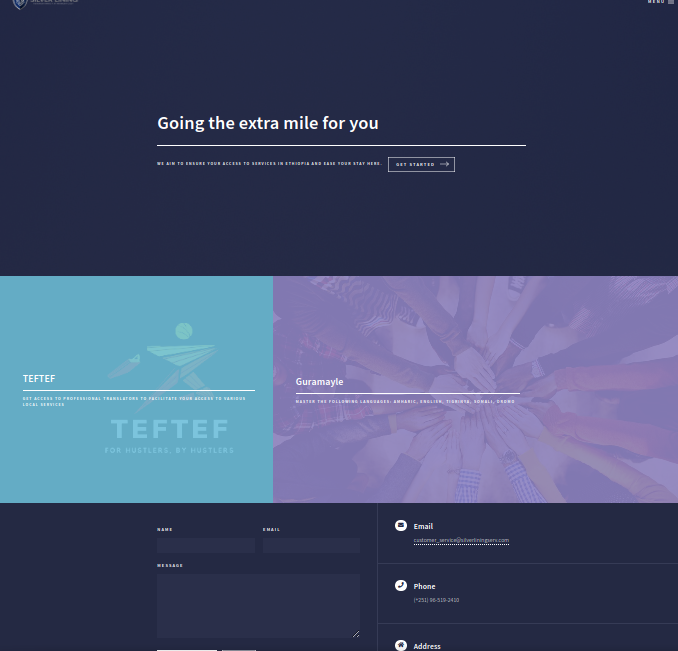 SILVER LINING
MENU
Going the extra mile for you
WE AIM TO ENSURE YOUR ACCESS TO SERVICES IN ETHIOPIA AND EASE YOUR STAY HERE.
GET STARTED
TEFTEF
GET ACCESS TO PROFESSIONAL TRANSLATORS TO FACILITATE YOUR ACCESS TO VARIOUS
LOCAL SERVICES
TEFTEF
FOR HUSTLERS, BY HUSTLERS
Guramayle
MASTER THE FOLLOWING LANGUAGES: AMHARIC, ENGLISH, TIGRINYA, SOMALI, OROMO
NAME
EMAIL
MESSAGE
Email
customer_service@silverliningserv.com
Phone
(+251) 96-519-2418
Address